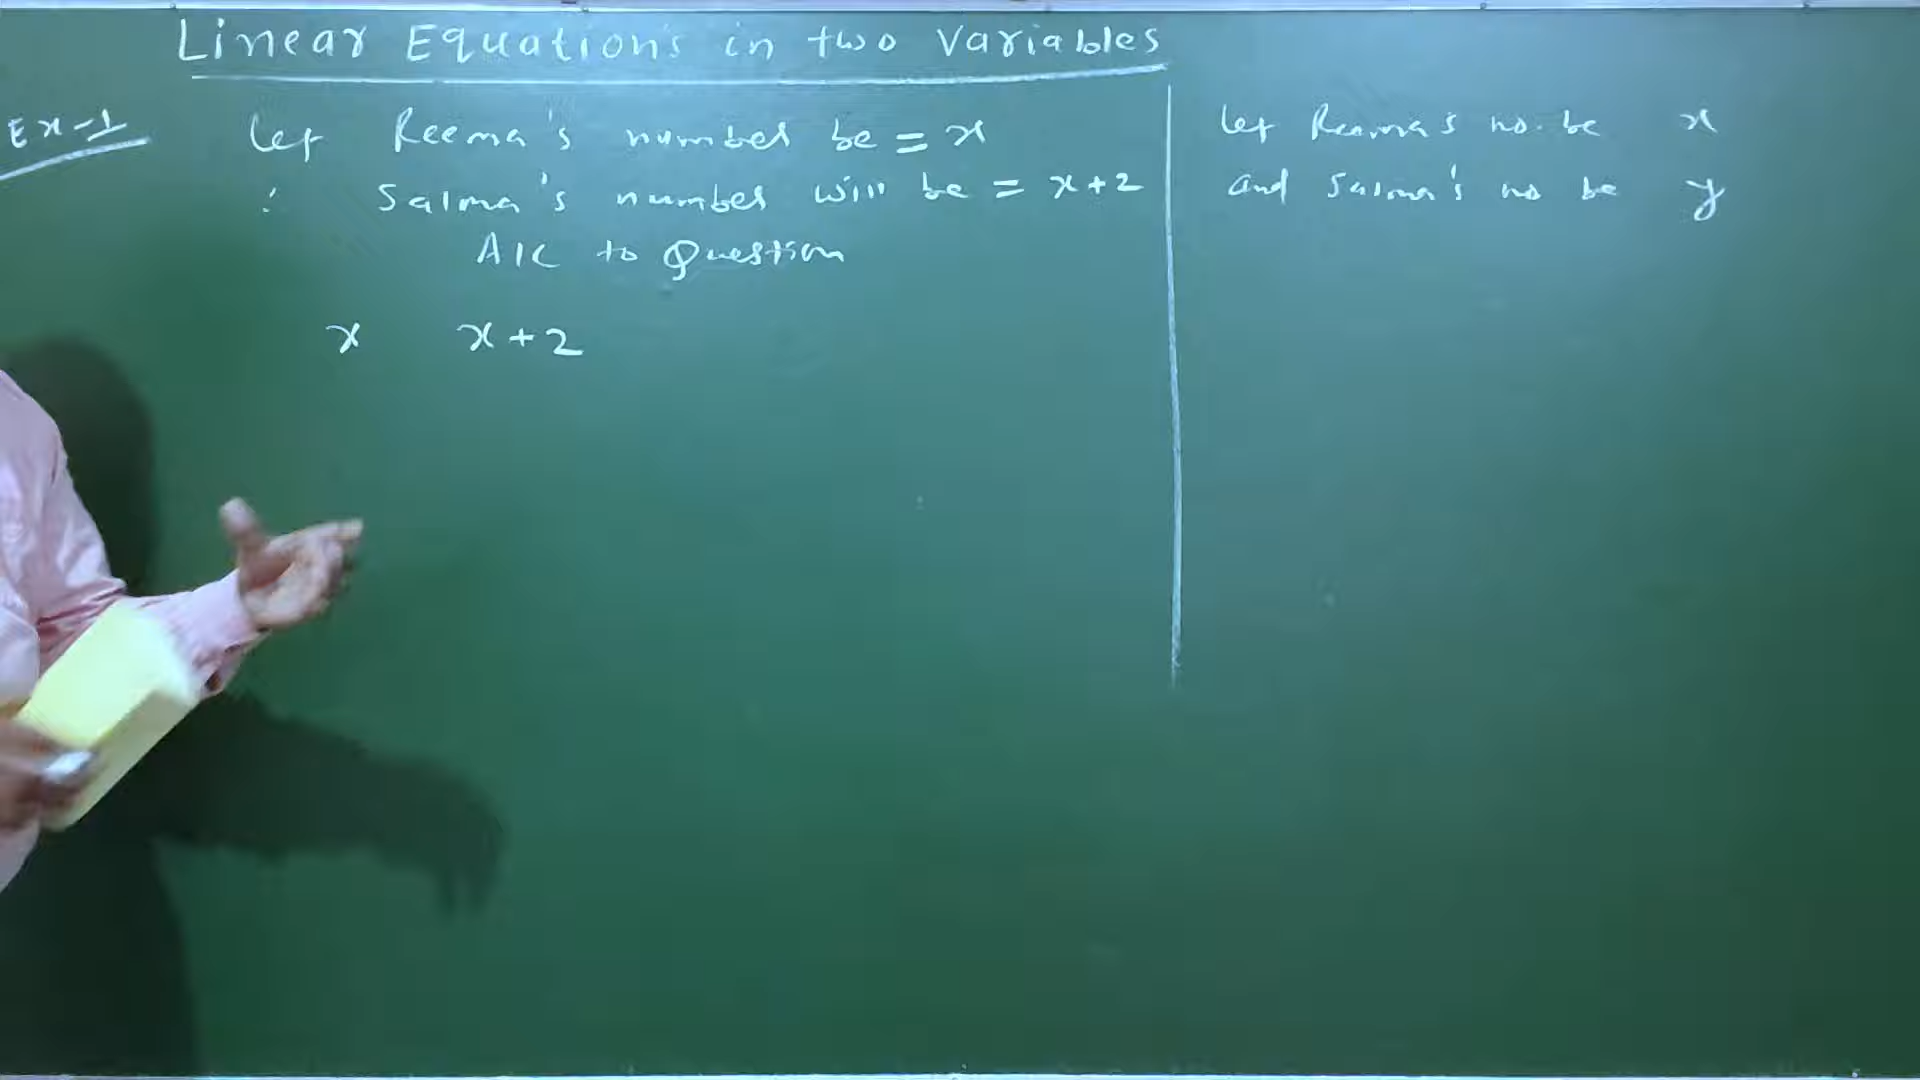 Linear Equations in two Variables
Ex-1
Let Reema's number be = x
∴ Salma's number will be = x+2
A/C to Question
x x+2
Let Reema's no. be x
and Salma's no be y